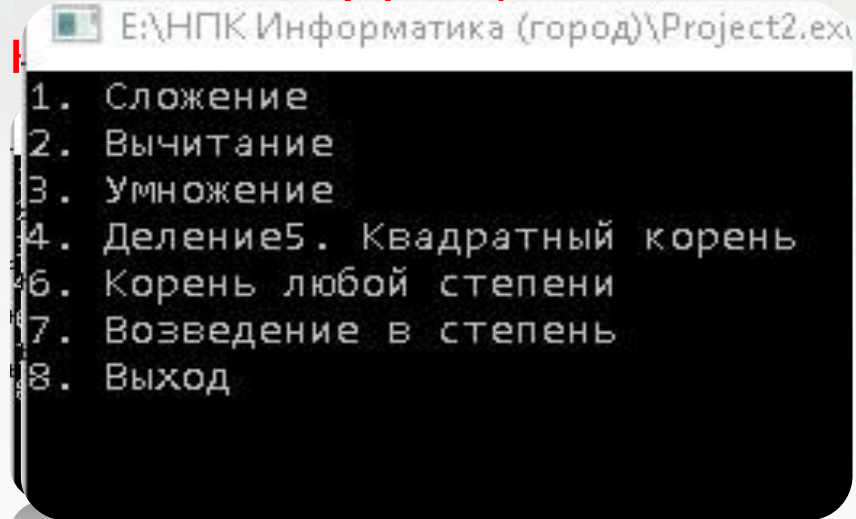 E:\НПК Информатика (город)\Project2.ex
1. Сложение
2. Вычитание
3. Умножение
4. Деление5. Квадратный корень
6. Корень любой степени
7. Возведение в степень
8. Выход